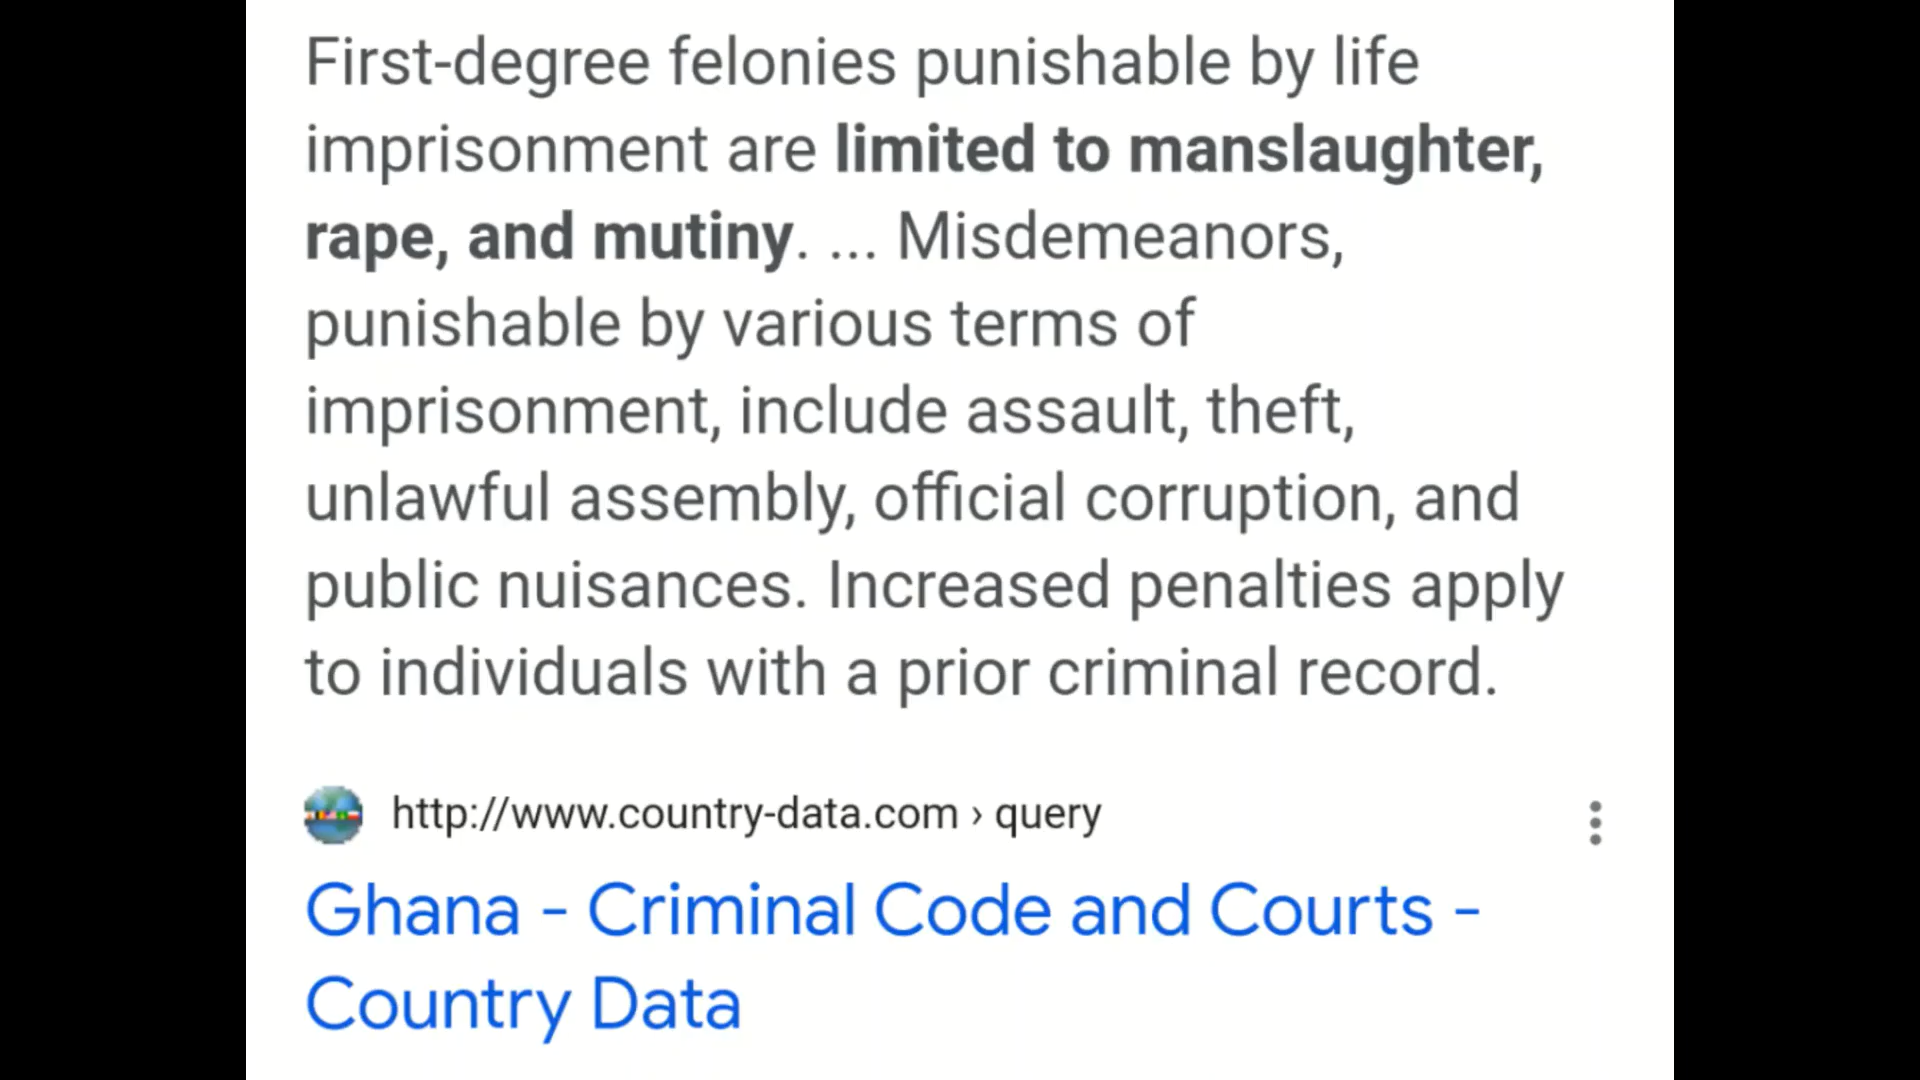 First-degree felonies punishable by life
imprisonment are limited to manslaughter,
rape, and mutiny. ... Misdemeanors,
punishable by various terms of
imprisonment, include assault, theft,
unlawful assembly, official corruption, and
public nuisances. Increased penalties apply
to individuals with a prior criminal record.
http://www.country-data.com › query
Ghana - Criminal Code and Courts -
Country Data